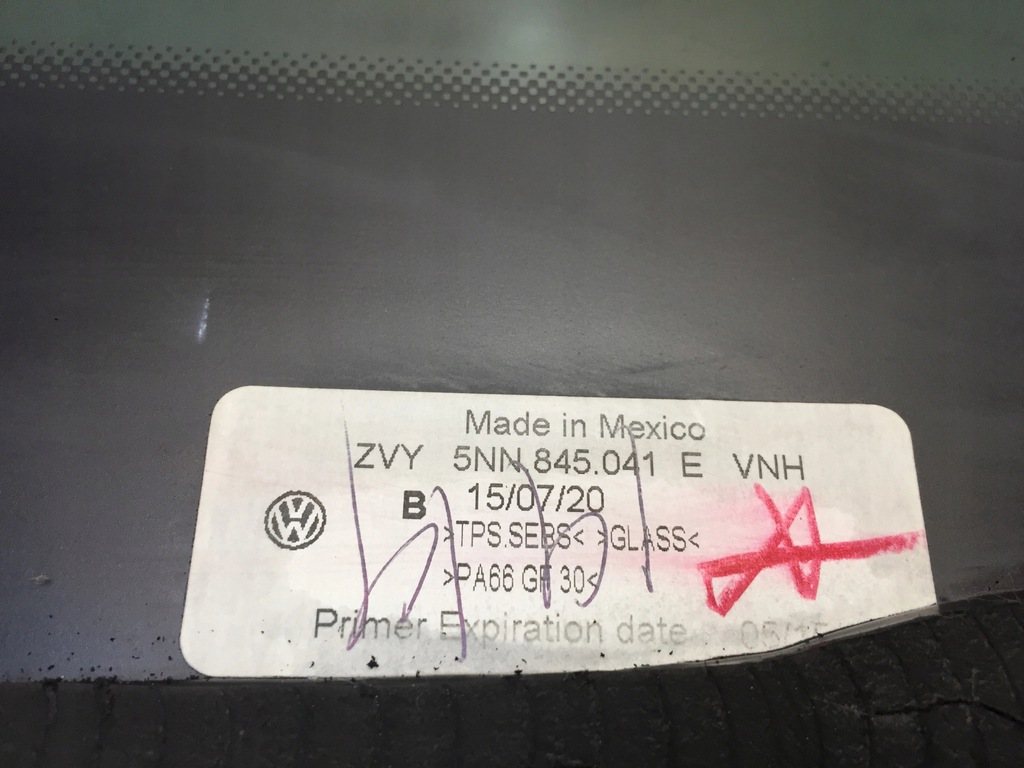 Made in Mexico
ZVY 5NN.845.041 E VNH
B 15/07/20
>TPS.SEBS< >GLASS<
>PA66 GF 30<
Primer Expiration date